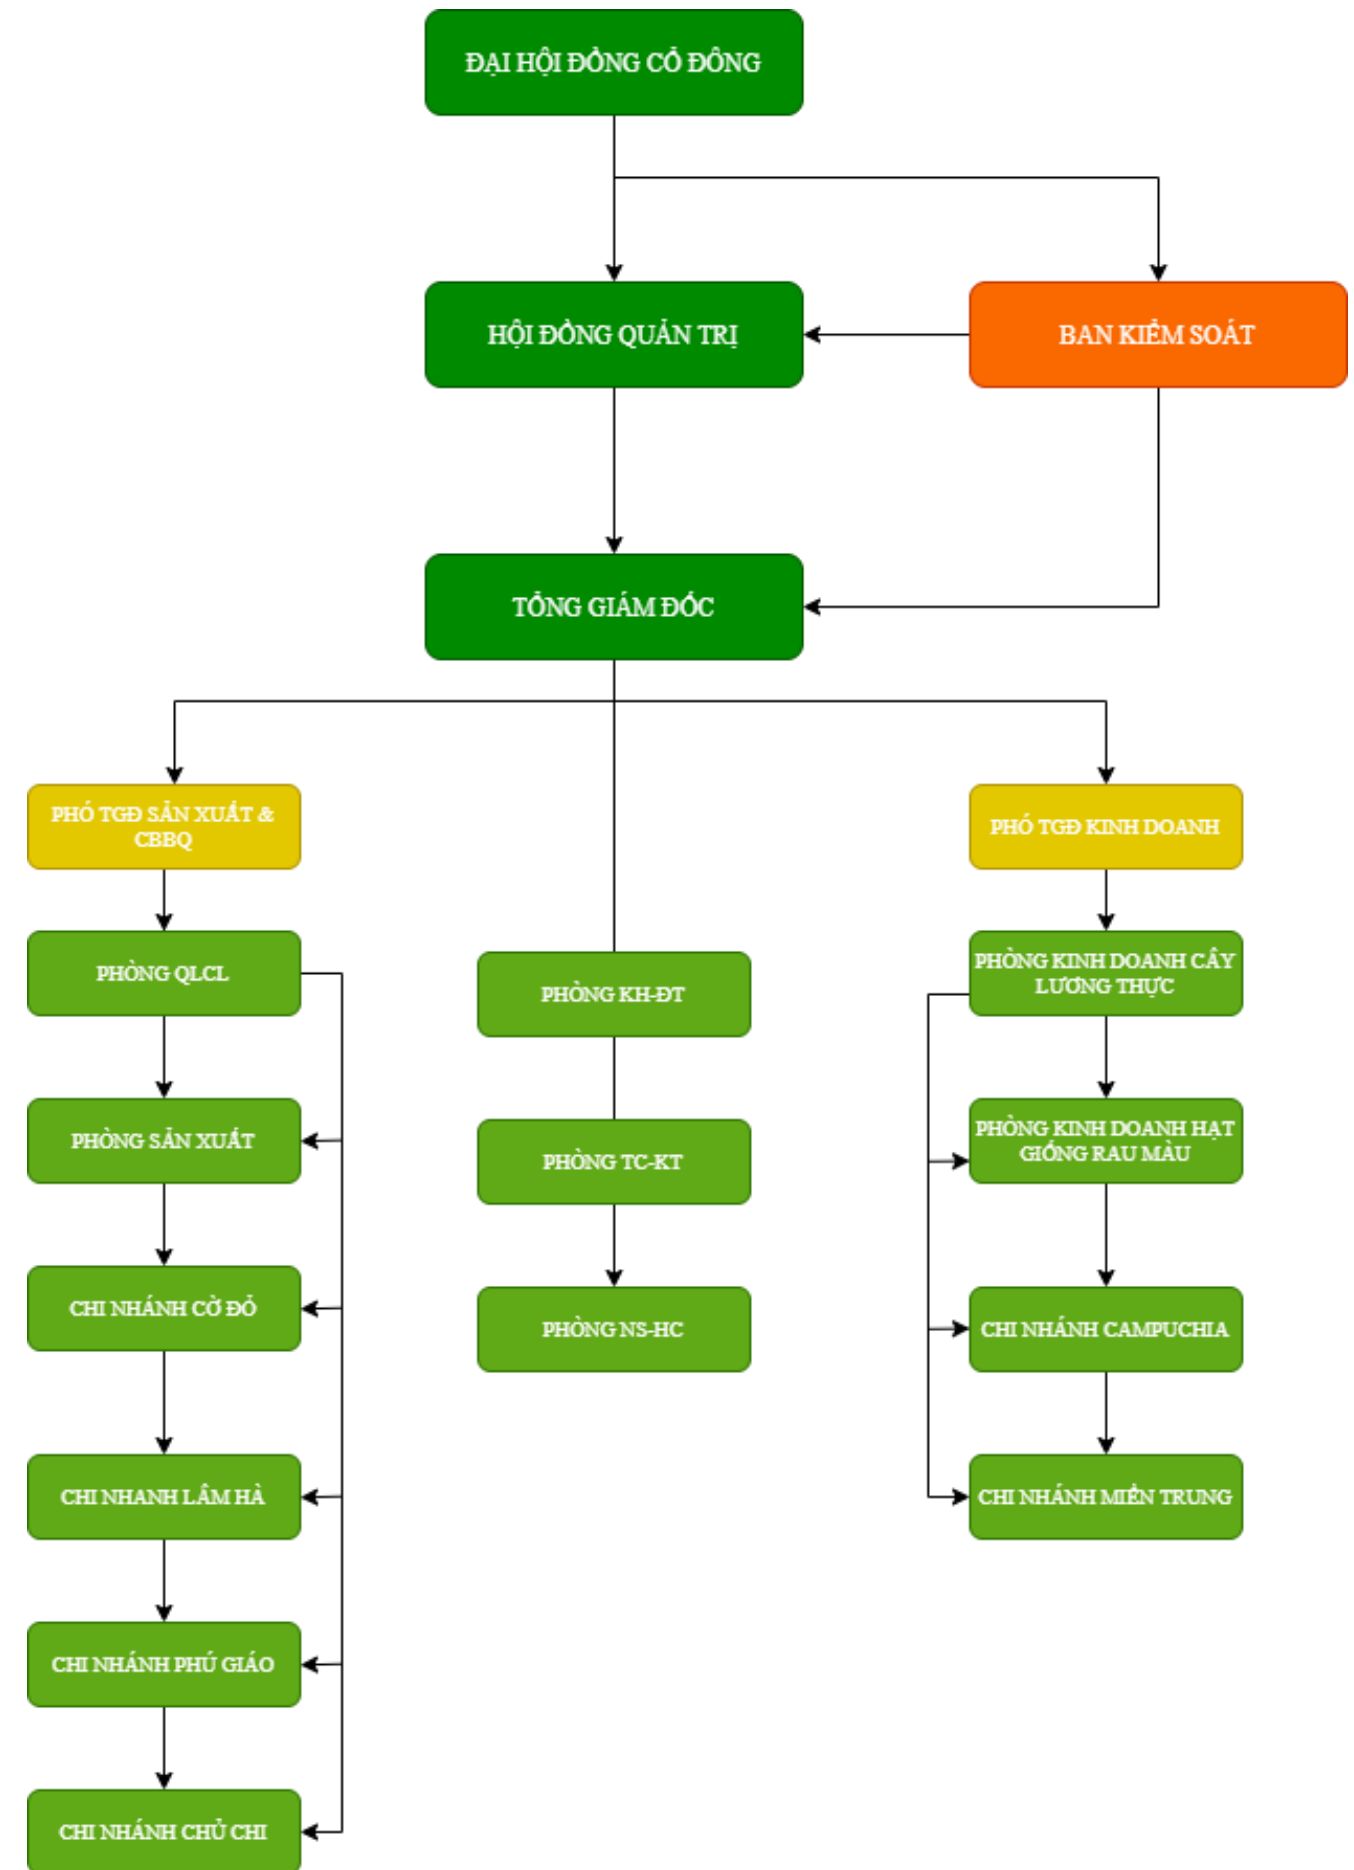 ĐẠI HỘI ĐỒNG CỔ ĐÔNG
HỘI ĐỒNG QUẢN TRỊ
BAN KIỂM SOÁT
TỔNG GIÁM ĐỐC
PHÓ TGĐ SẢN XUẤT &
CBBQ
PHÒNG QLCL
PHÒNG SẢN XUẤT
CHI NHÁNH CỜ ĐỎ
CHI NHANH LÂM HÀ
CHI NHÁNH PHÚ GIÁO
CHI NHÁNH CHỦ CHI
PHÒNG KH-ĐT
PHÒNG TC-KT
PHÒNG NS-HC
PHÓ TGĐ KINH DOANH
PHÒNG KINH DOANH CÂY
LƯƠNG THỰC
PHÒNG KINH DOANH HẠT
GIỐNG RAU MÀU
CHI NHÁNH CAMPUCHIA
CHI NHÁNH MIỀN TRUNG